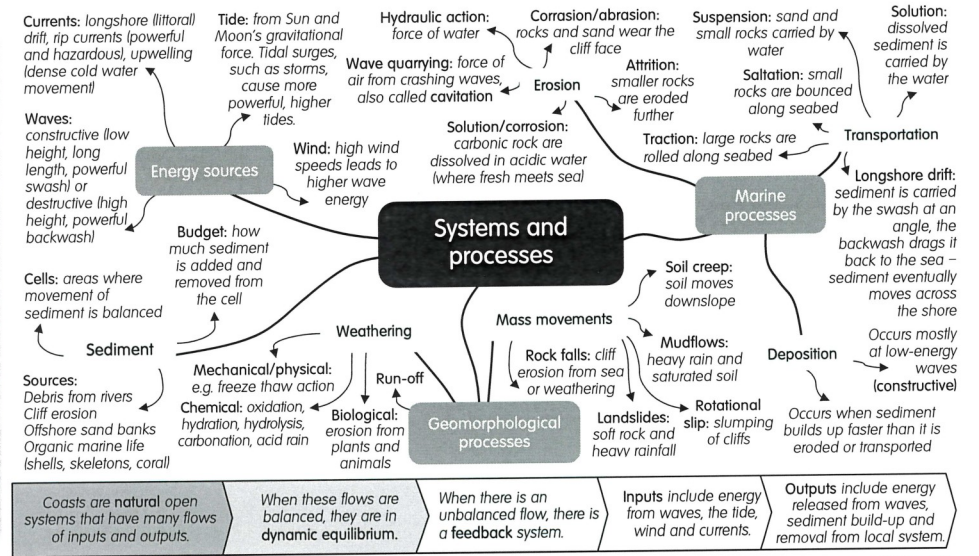 Currents: longshore (littoral)
drift, rip currents (powerful
and hazardous), upwelling
(dense cold water
movement)
Tide: from Sun and
Moon's gravitational
force. Tidal surges,
such as storms,
cause more
powerful, higher
tides.
Waves:
constructive (low
height, long
length, powerful
swash) or
destructive (high
height, powerful
backwash)
Energy sources
Wind: high wind
speeds leads to
higher wave
energy
Hydraulic action:
force of water
Corrasion/abrasion:
rocks and sand wear the
cliff face
Wave quarrying: force of
air from crashing waves,
also called cavitation
Erosion
Attrition:
smaller rocks
are eroded
further
Solution/corrosion:
carbonic rock are
dissolved in acidic water
(where fresh meets sea)
Suspension: sand and
small rocks carried by
water
Solution:
dissolved
sediment is
carried by
the water
Saltation: small
rocks are bounced
along seabed
Transportation
Traction: large rocks are
rolled along seabed
Marine
processes
Longshore drift:
sediment is carried
by the swash at an
angle, the
backwash drags it
back to the sea –
sediment eventually
moves across
the shore
Systems and
processes
Budget: how
much sediment
is added and
removed from
the cell
Cells: areas where
movement of
sediment is balanced
Sediment
Sources:
Debris from rivers
Cliff erosion
Offshore sand banks
Organic marine life
(shells, skeletons, coral)
Weathering
Mechanical/physical:
e.g. freeze thaw action
Chemical: oxidation,
hydration, hydrolysis,
carbonation, acid rain
Biological:
erosion from
plants and
animals
Run-off
Geomorphological
processes
Mass movements
Soil creep:
soil moves
downslope
Mudflows:
heavy rain and
saturated soil
Rock falls: cliff
erosion from sea
or weathering
Landslides:
soft rock and
heavy rainfall
Rotational
slip: slumping
of cliffs
Deposition
Occurs mostly
at low-energy
waves
(constructive)
Occurs when sediment
builds up faster than it is
eroded or transported
Coasts are natural open
systems that have many flows
of inputs and outputs.
When these flows are
balanced, they are in
dynamic equilibrium.
When there is an
unbalanced flow, there is
a feedback system.
Inputs include energy
from waves, the tide,
wind and currents.
Outputs include energy
released from waves,
sediment build-up and
removal from local system.